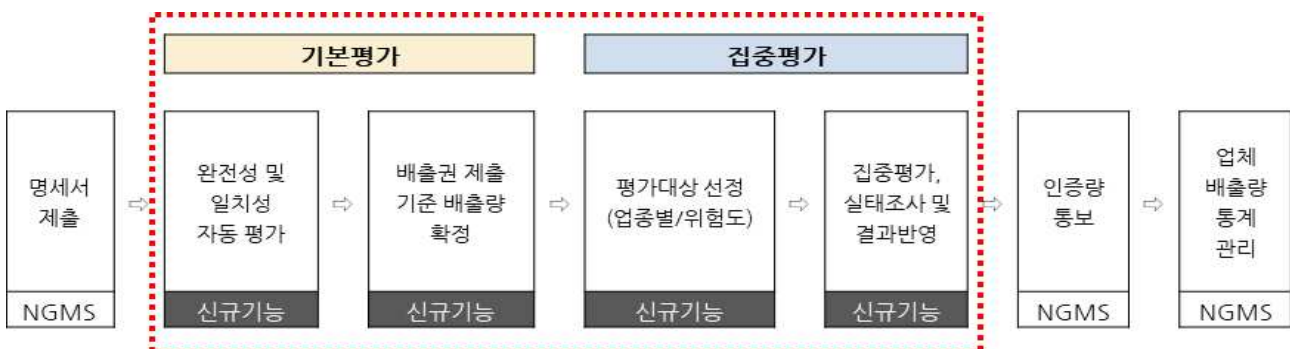 기본평가
집중평가
명세서
제출
NGMS
완전성 및
일치성
자동 평가
신규기능
배출권 제출
기준 배출량
확정
신규기능
평가대상 선정
(업종별/위험도)
신규기능
집중평가,
실태조사 및
결과반영
신규기능
인증량
통보
NGMS
업체
배출량
통계
관리
NGMS